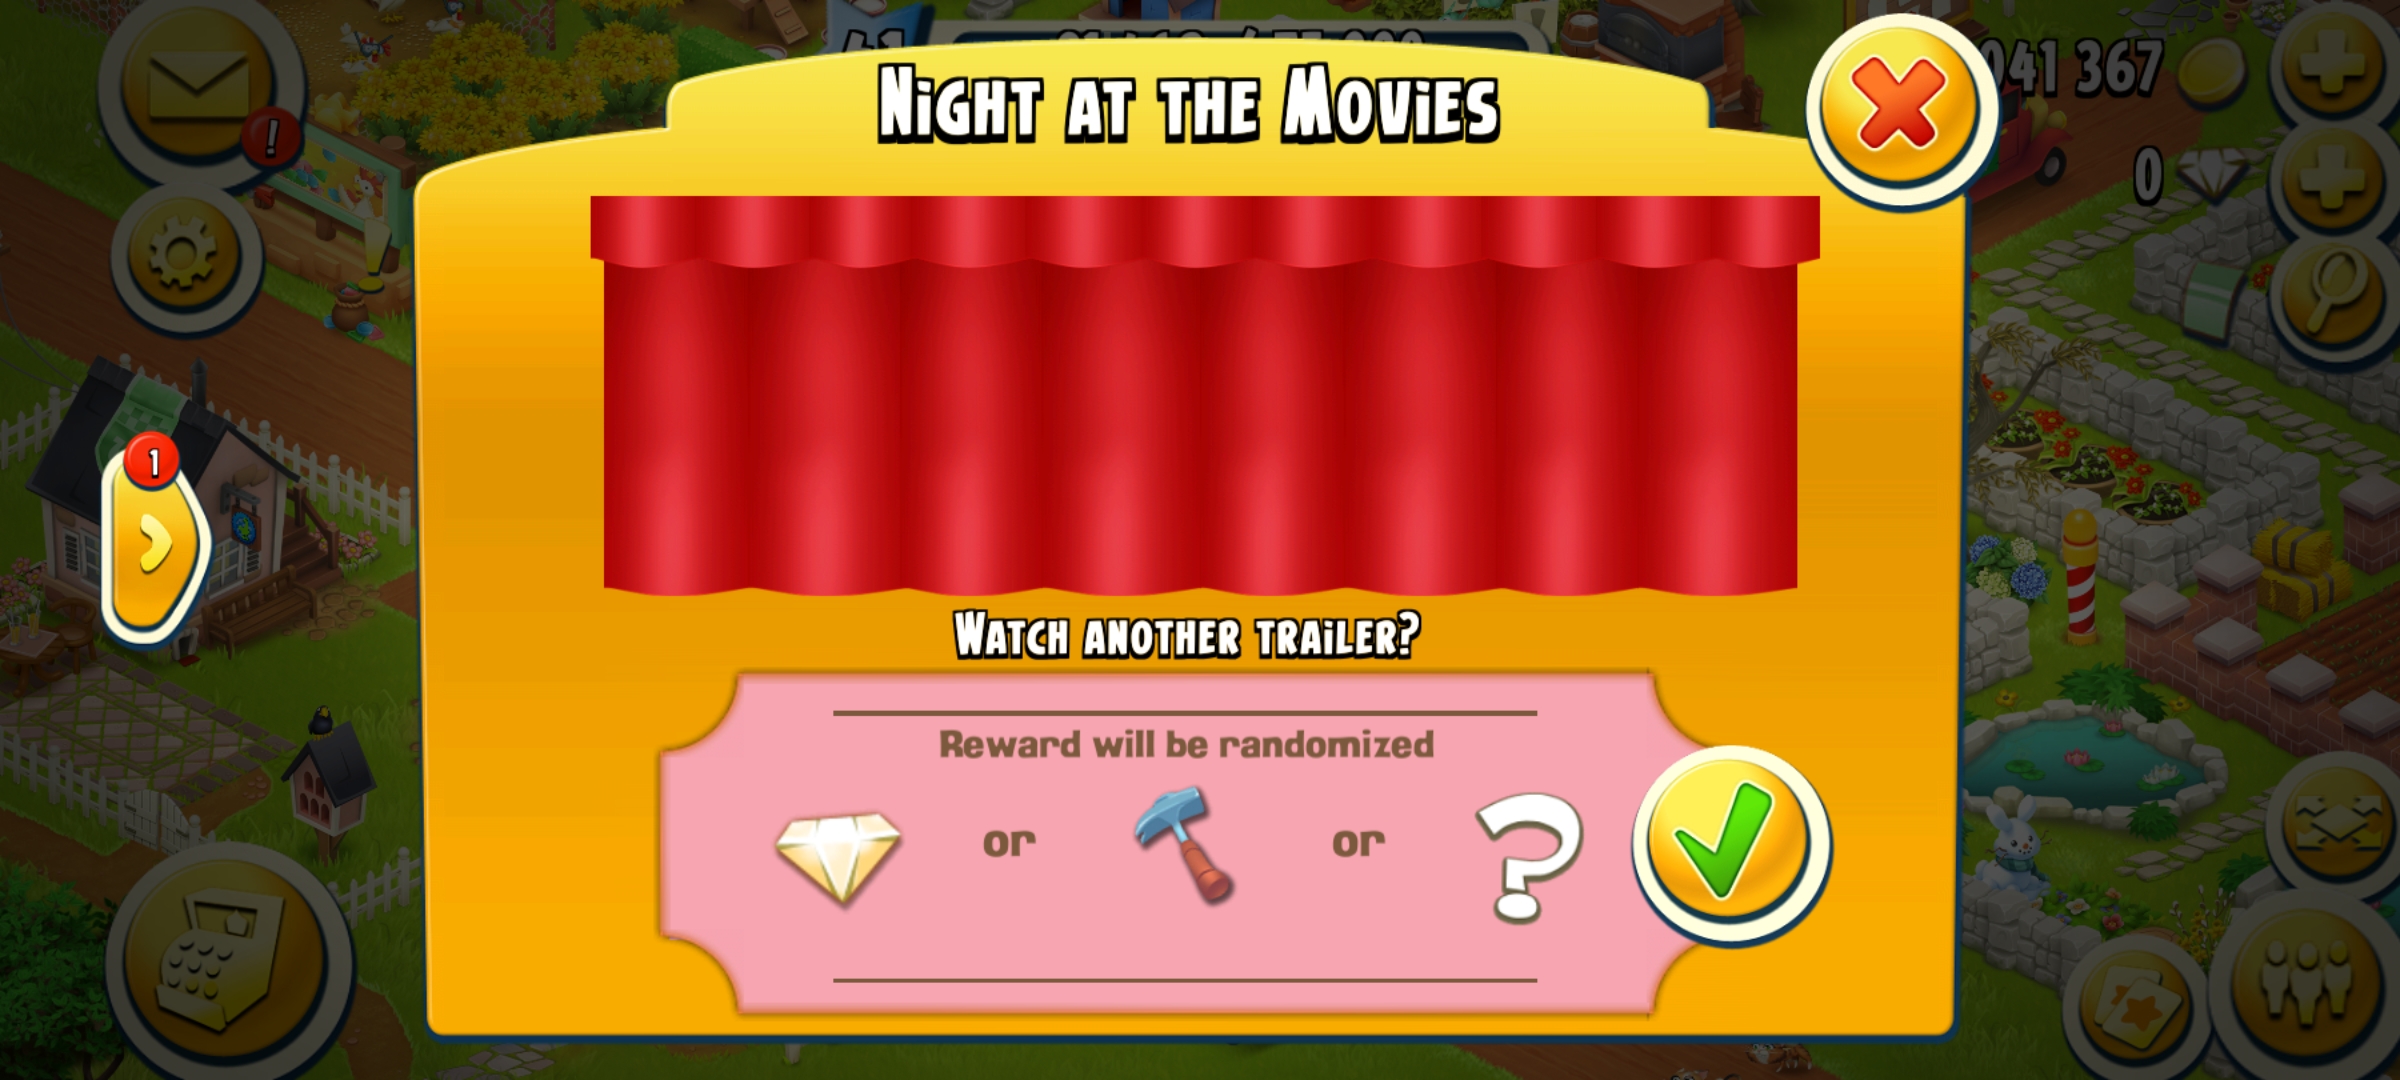 Night at the Movies
041 367
!
0
1
Watch another trailer?
Reward will be randomized
or
or
?